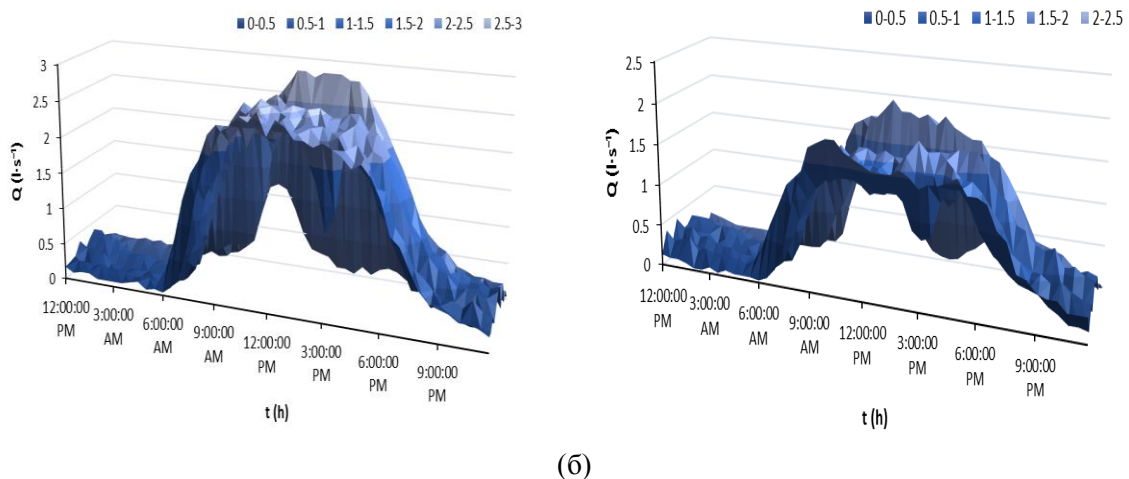 0-0.5 0.5-1 1-1.5 1.5-2 2-2.5 2.5-3
3
2.5
2
1.5
1
0.5
0
Q (l·s⁻¹)
12:00:00 PM
3:00:00 AM
6:00:00 AM
9:00:00 AM
12:00:00 PM
3:00:00 PM
6:00:00 PM
9:00:00 PM
t (h)
0-0.5 0.5-1 1-1.5 1.5-2 2-2.5
2.5
2
1.5
1
0.5
0
Q (l·s⁻¹)
12:00:00 PM
3:00:00 AM
6:00:00 AM
9:00:00 AM
12:00:00 PM
3:00:00 PM
6:00:00 PM
9:00:00 PM
t (h)
(б)